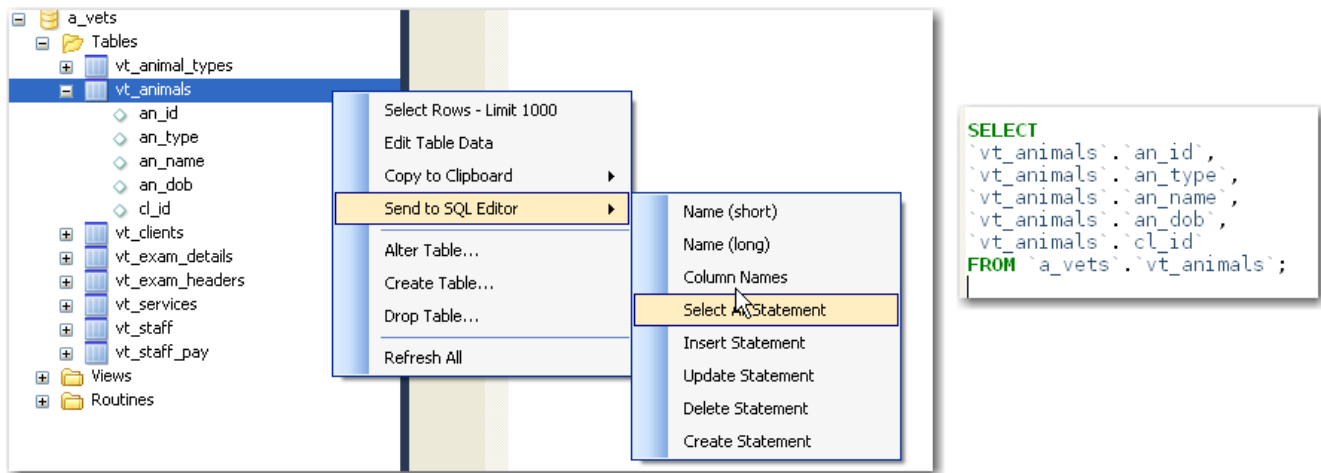 a_vets
Tables
vt_animal_types
vt_animals
an_id
an_type
an_name
an_dob
cl_id
vt_clients
vt_exam_details
vt_exam_headers
vt_services
vt_staff
vt_staff_pay
Views
Routines
Select Rows - Limit 1000
Edit Table Data
Copy to Clipboard
Send to SQL Editor
Alter Table...
Create Table...
Drop Table...
Refresh All
Name (short)
Name (long)
Column Names
Select All Statement
Insert Statement
Update Statement
Delete Statement
Create Statement
SELECT
`vt_animals`.`an_id`,
`vt_animals`.`an_type`,
`vt_animals`.`an_name`,
`vt_animals`.`an_dob`,
`vt_animals`.`cl_id`
FROM `a_vets`.`vt_animals`;